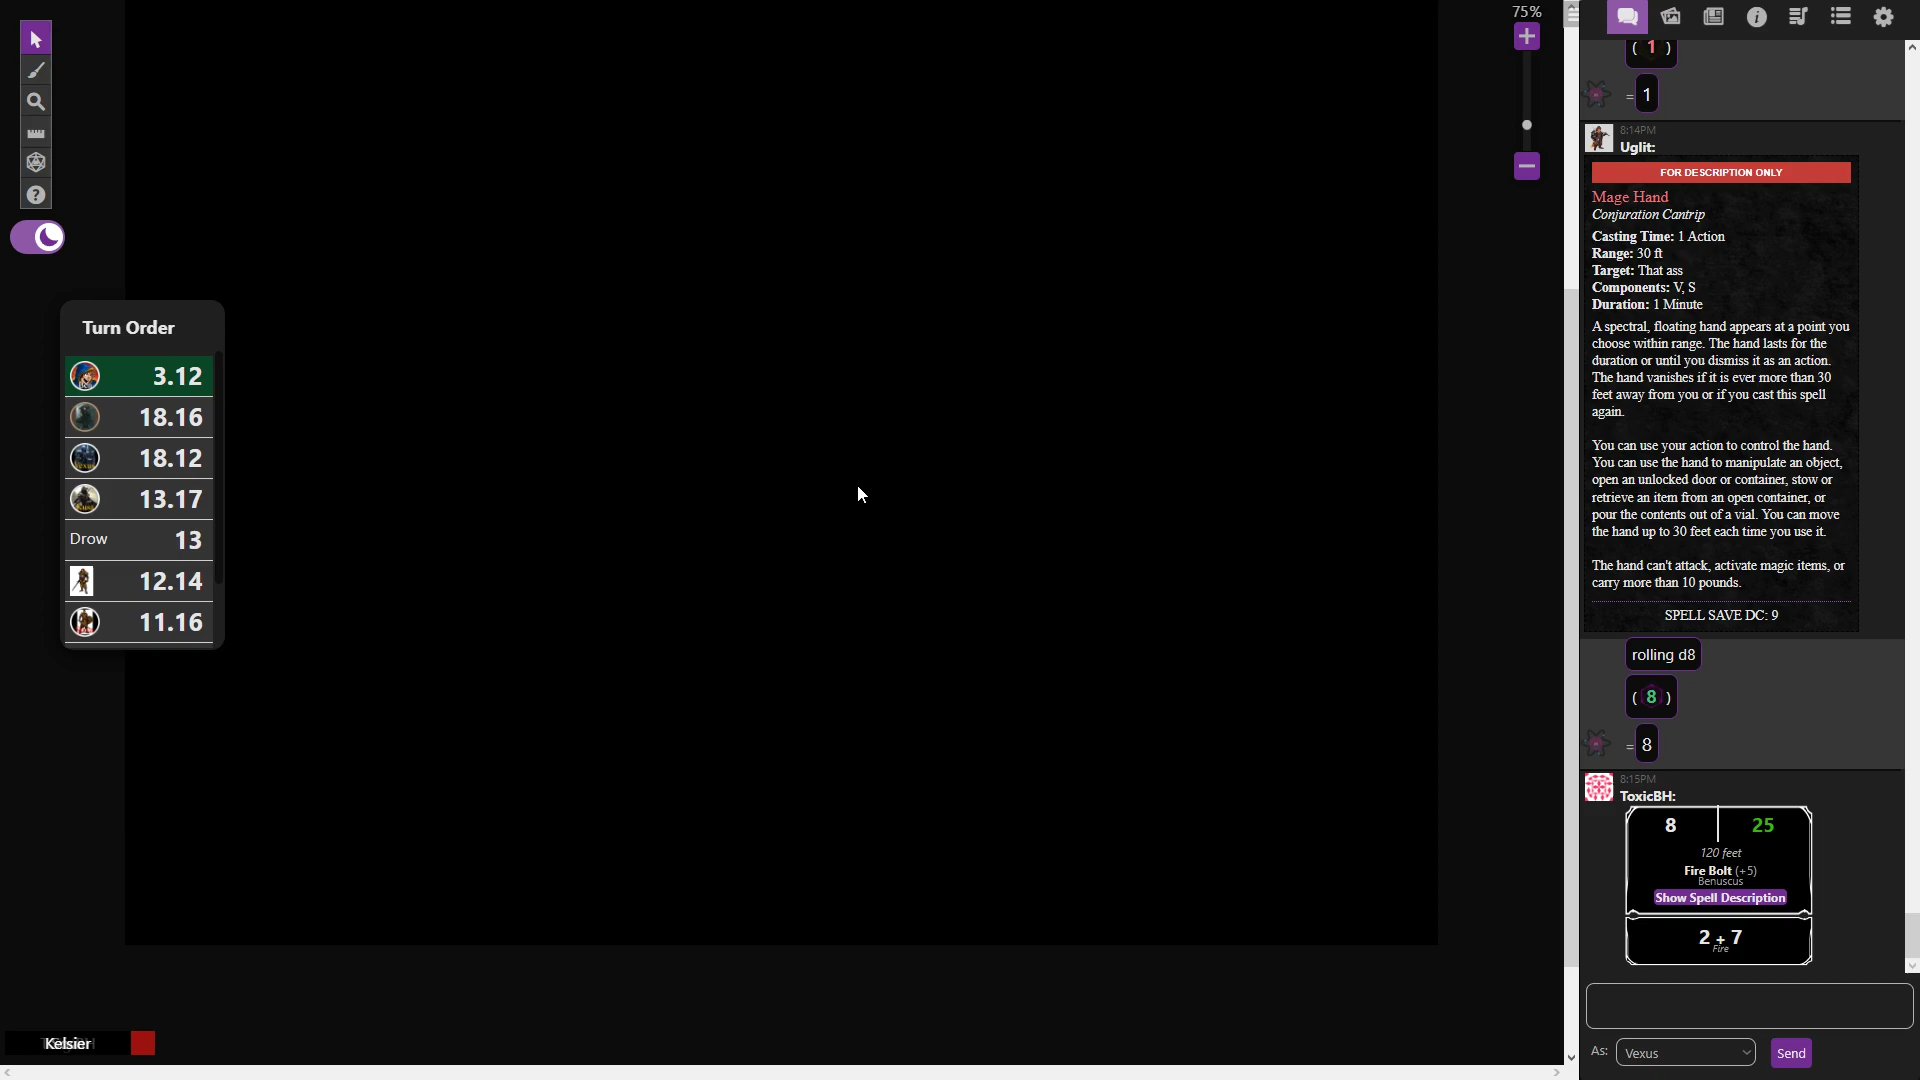 75%
Turn Order
3.12
18.16
18.12
13.17
Drow 13
12.14
11.16
Kelsier
( 1 )
= 1
8:14PM
Uglit:
FOR DESCRIPTION ONLY
Mage Hand
Conjuration Cantrip
Casting Time: 1 Action
Range: 30 ft
Target: That ass
Components: V, S
Duration: 1 Minute
A spectral, floating hand appears at a point you
choose within range. The hand lasts for the
duration or until you dismiss it as an action.
The hand vanishes if it is ever more than 30
feet away from you or if you cast this spell
again.
You can use your action to control the hand.
You can use the hand to manipulate an object,
open an unlocked door or container, stow or
retrieve an item from an open container, or
pour the contents out of a vial. You can move
the hand up to 30 feet each time you use it.
The hand can't attack, activate magic items, or
carry more than 10 pounds.
SPELL SAVE DC: 9
rolling d8
( 8 )
= 8
8:15PM
ToxicBH:
8 25
120 feet
Fire Bolt (+5)
Benuscus
Show Spell Description
2 + 7
Fire
As: Vexus Send